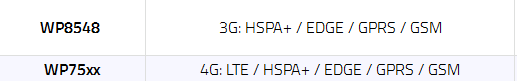 WP8548 3G: HSPA+ / EDGE / GPRS / GSM
WP75xx 4G: LTE / HSPA+ / EDGE / GPRS / GSM